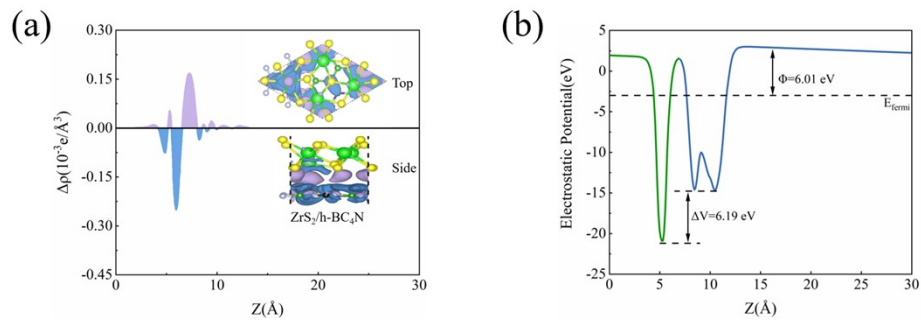 (a)
0.30
0.15
0.00
-0.15
-0.30
-0.45
Δρ(10⁻³e/Å³)
Top
Side
ZrS₂/h-BC₄N
0 10 20 30
Z(Å)
(b)
5
0
-5
-10
-15
-20
-25
Electrostatic Potential(eV)
Φ=6.01 eV
E_fermi
ΔV=6.19 eV
0 5 10 15 20 25 30
Z(Å)